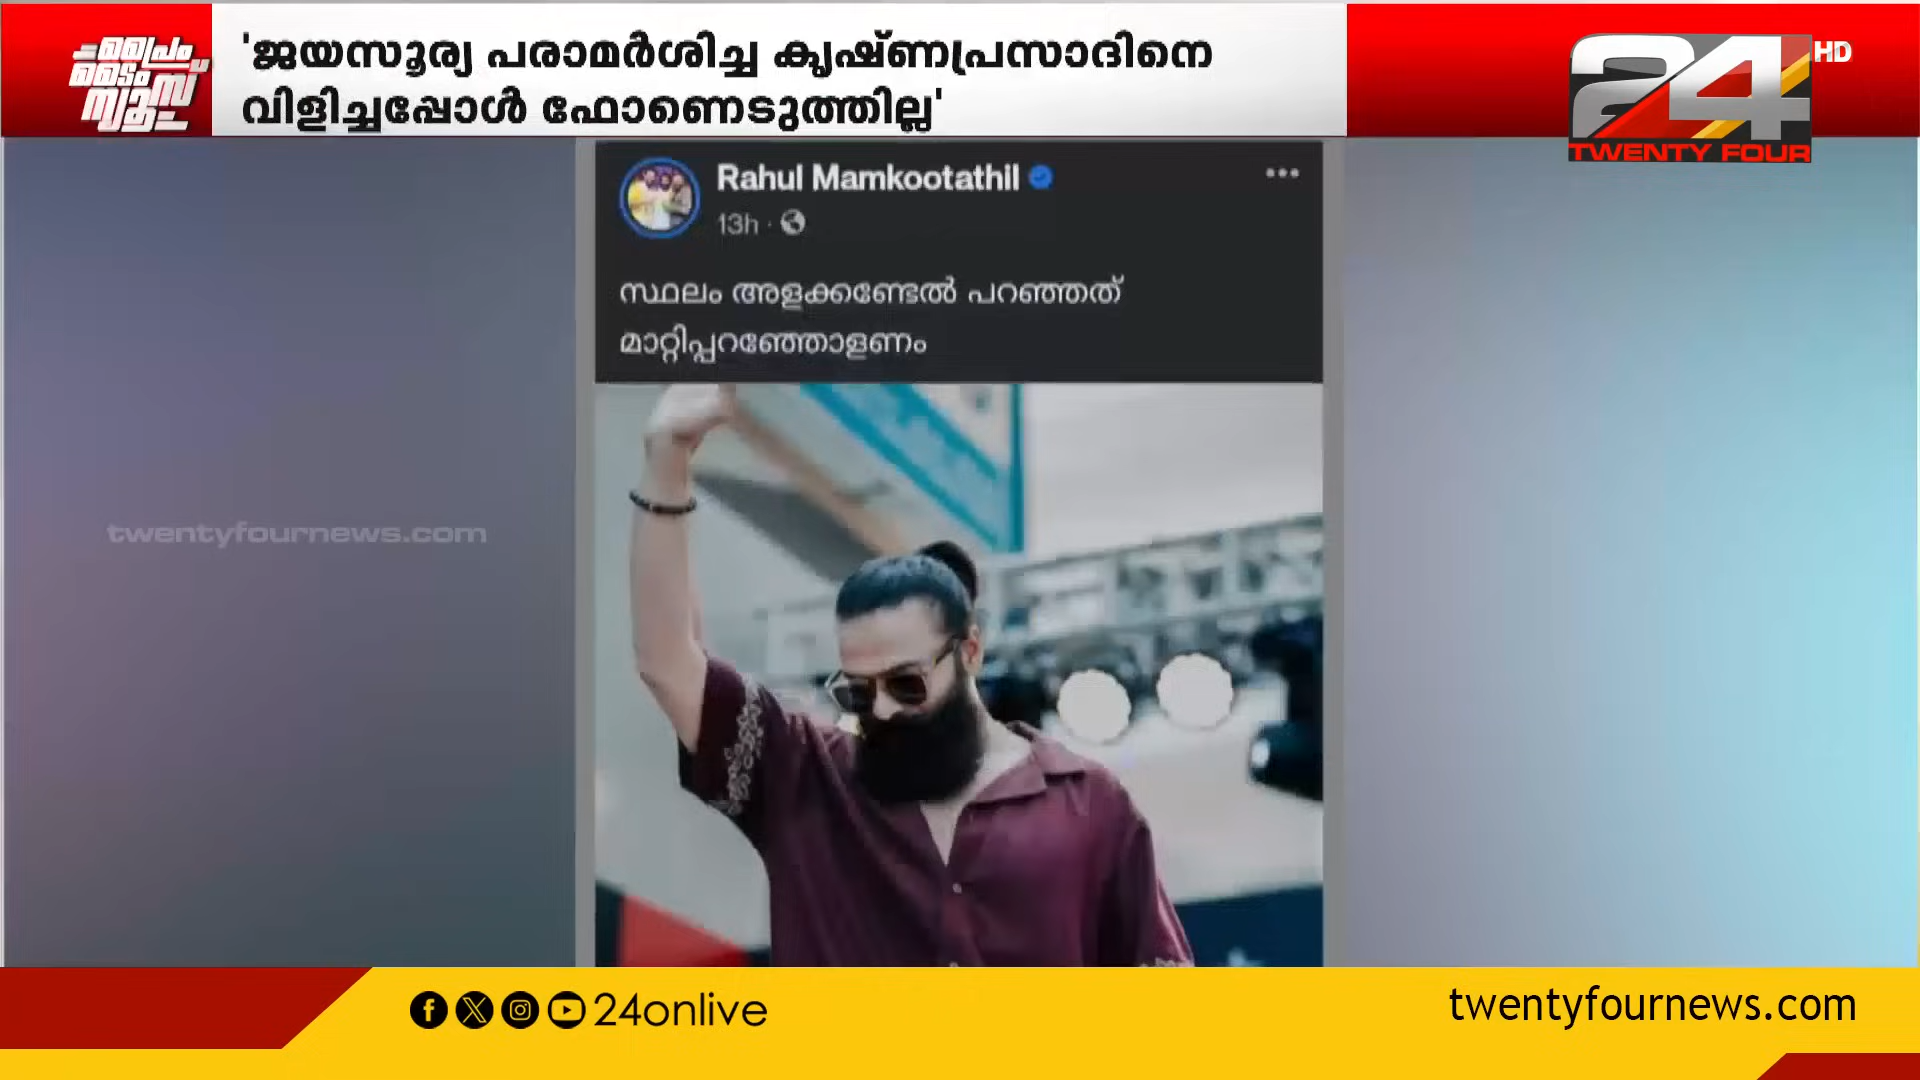 പ്രൈം
ടൈം
ന്യൂസ്
'ജയസൂര്യ പരാമർശിച്ച കൃഷ്ണപ്രസാദിനെ
വിളിച്ചപ്പോൾ ഫോണെടുത്തില്ല'
24 HD
TWENTY FOUR
Rahul Mamkootathil
13h ·
സ്ഥലം അളക്കണ്ടേൽ പറഞ്ഞത്
മാറ്റിപ്പറഞ്ഞോളണം
twentyfournews.com
24onlive
twentyfournews.com